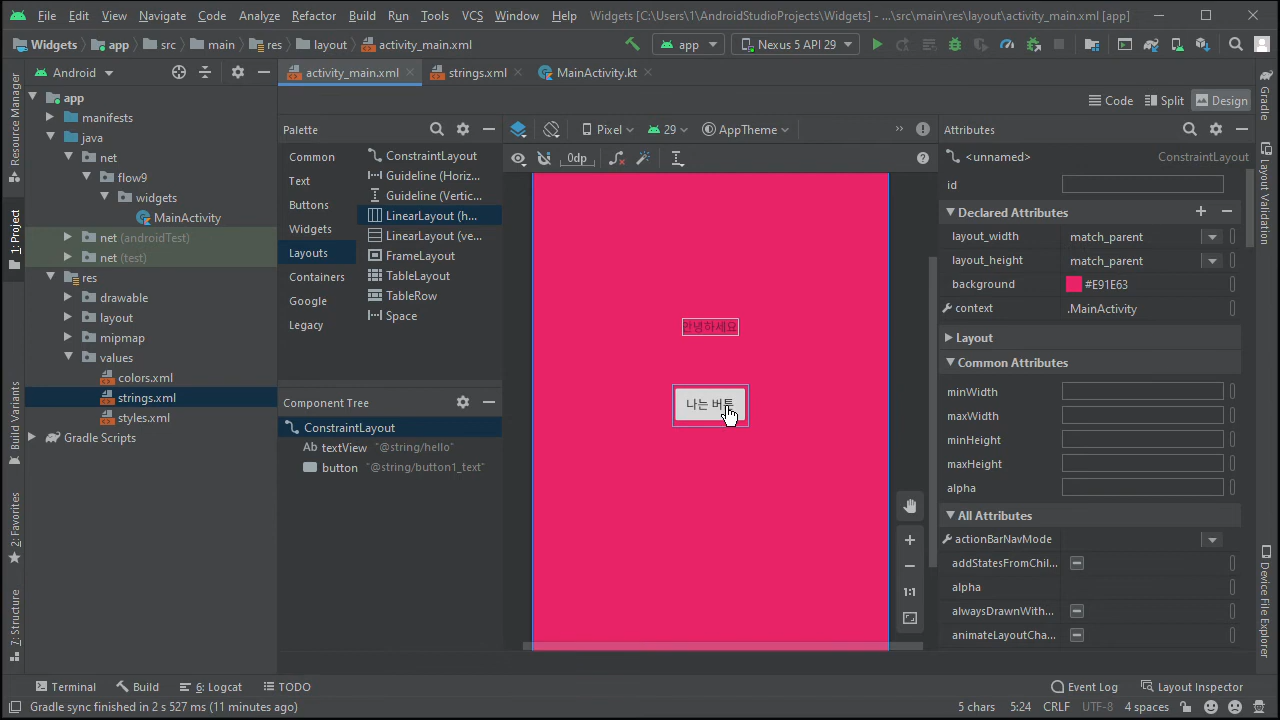 File Edit View Navigate Code Analyze Refactor Build Run Tools VCS Window Help Widgets [C:\Users\1\AndroidStudioProjects\Widgets] - ...\src\main\res\layout\activity_main.xml [app]
Widgets app src main res layout activity_main.xml app Nexus 5 API 29
Android activity_main.xml strings.xml MainActivity.kt
Code Split Design
Resource Manager
1: Project
Build Variants
2: Favorites
7: Structure
app
manifests
java
net
flow9
widgets
MainActivity
net (androidTest)
net (test)
res
drawable
layout
mipmap
values
colors.xml
strings.xml
styles.xml
Gradle Scripts
Palette
Common
Text
Buttons
Widgets
Layouts
Containers
Google
Legacy
ConstraintLayout
Guideline (Horiz...
Guideline (Vertic...
LinearLayout (h...
LinearLayout (ve...
FrameLayout
TableLayout
TableRow
Space
Component Tree
ConstraintLayout
Ab textView "@string/hello"
button "@string/button1_text"
Pixel 29 AppTheme
0dp
안녕하세요
나는 버튼
1:1
Attributes
<unnamed> ConstraintLayout
id
Declared Attributes
layout_width match_parent
layout_height match_parent
background #E91E63
context .MainActivity
Layout
Common Attributes
minWidth
maxWidth
minHeight
maxHeight
alpha
All Attributes
actionBarNavMode
addStatesFromChil...
alpha
alwaysDrawnWith...
animateLayoutCha...
Gradle
Layout Validation
Device File Explorer
Terminal Build 6: Logcat TODO Event Log Layout Inspector
Gradle sync finished in 2 s 527 ms (11 minutes ago) 5 chars 5:24 CRLF UTF-8 4 spaces